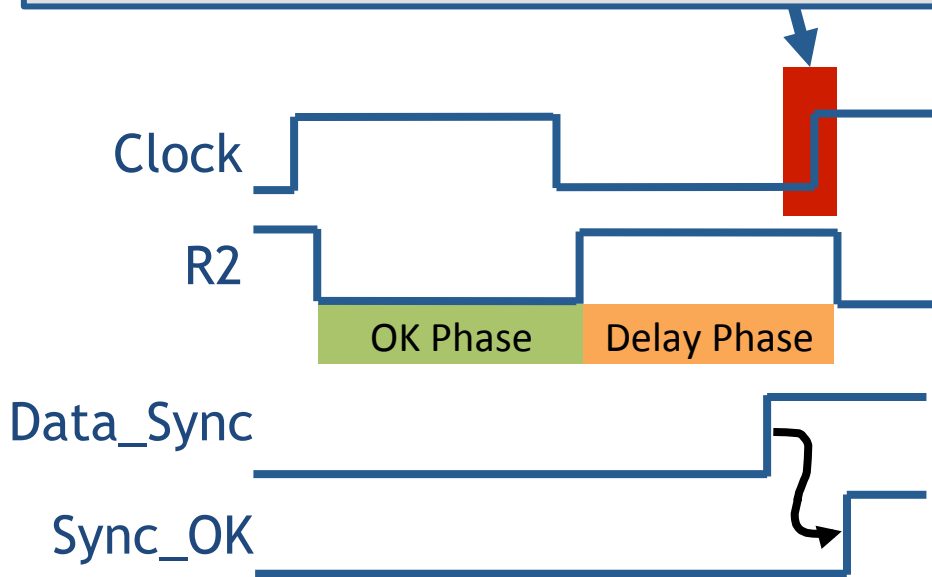 Clock
R2
OK Phase Delay Phase
Data_Sync
Sync_OK